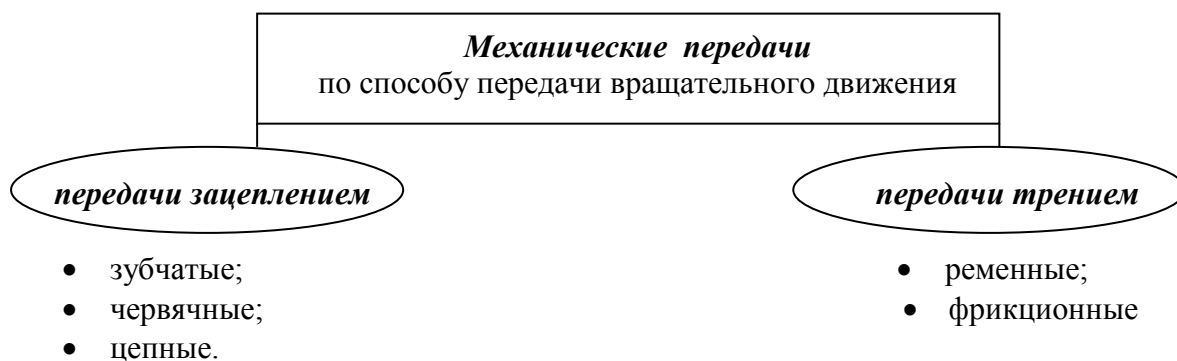 Механические передачи
по способу передачи вращательного движения
передачи зацеплением
передачи трением
• зубчатые;
• червячные;
• цепные.
• ременные;
• фрикционные